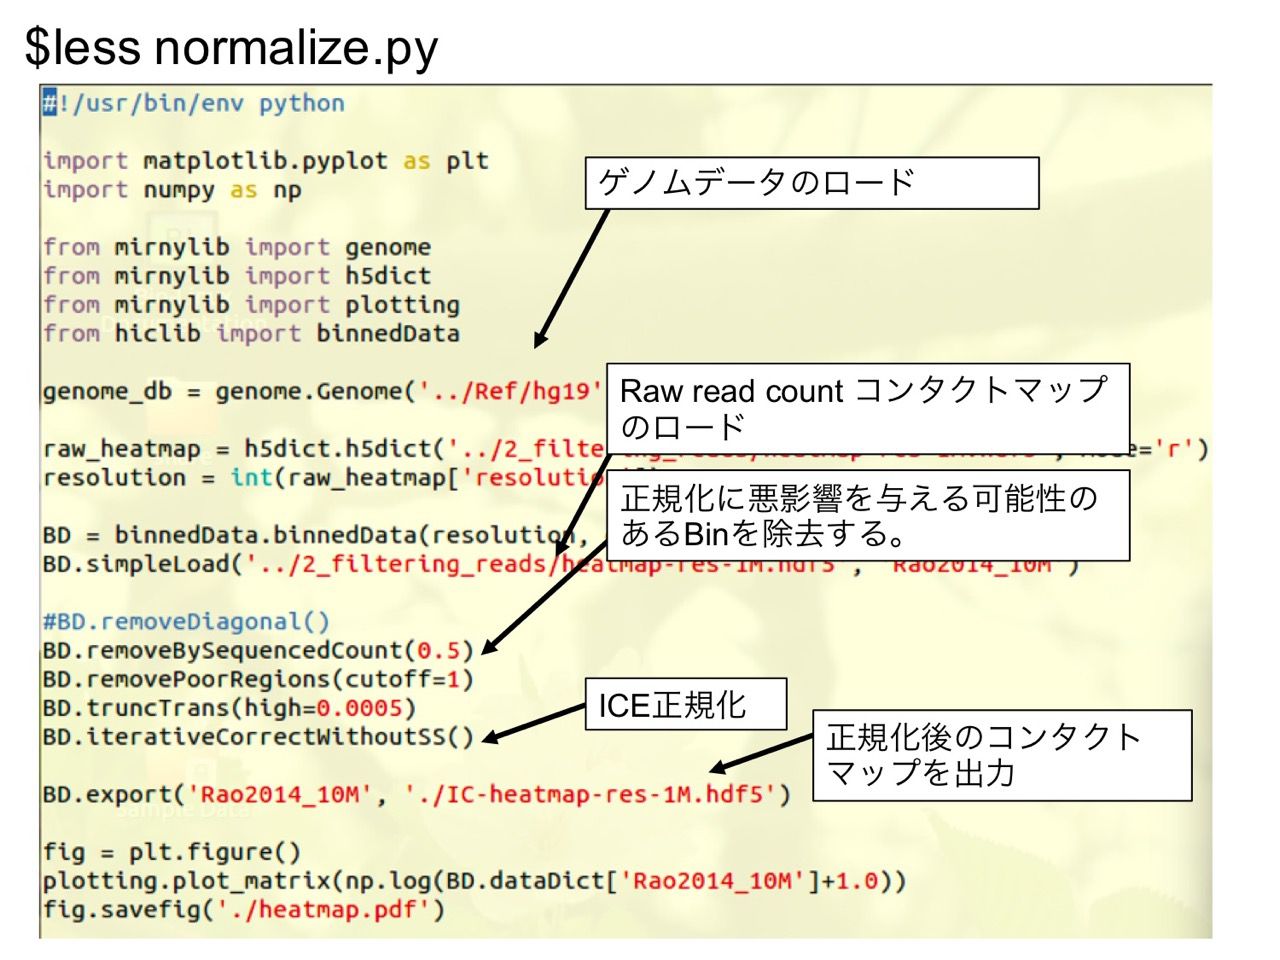 $less normalize.py
#!/usr/bin/env python
import matplotlib.pyplot as plt
import numpy as np
ゲノムデータのロード
from mirnylib import genome
from mirnylib import h5dict
from mirnylib import plotting
from hiclib import binnedData
genome_db = genome.Genome('../Ref/hg19'
Raw read count コンタクトマップ
のロード
raw_heatmap = h5dict.h5dict('../2_filte ='r')
resolution = int(raw_heatmap['resolutio
正規化に悪影響を与える可能性の
あるBinを除去する。
BD = binnedData.binnedData(resolution,
BD.simpleLoad('../2_filtering_reads/heatmap-res-1M.hdf5', 'Rao2014_10M')
#BD.removeDiagonal()
BD.removeBySequencedCount(0.5)
BD.removePoorRegions(cutoff=1)
BD.truncTrans(high=0.0005)
BD.iterativeCorrectWithoutSS()
ICE正規化
正規化後のコンタクト
マップを出力
BD.export('Rao2014_10M', './IC-heatmap-res-1M.hdf5')
fig = plt.figure()
plotting.plot_matrix(np.log(BD.dataDict['Rao2014_10M']+1.0))
fig.savefig('./heatmap.pdf')